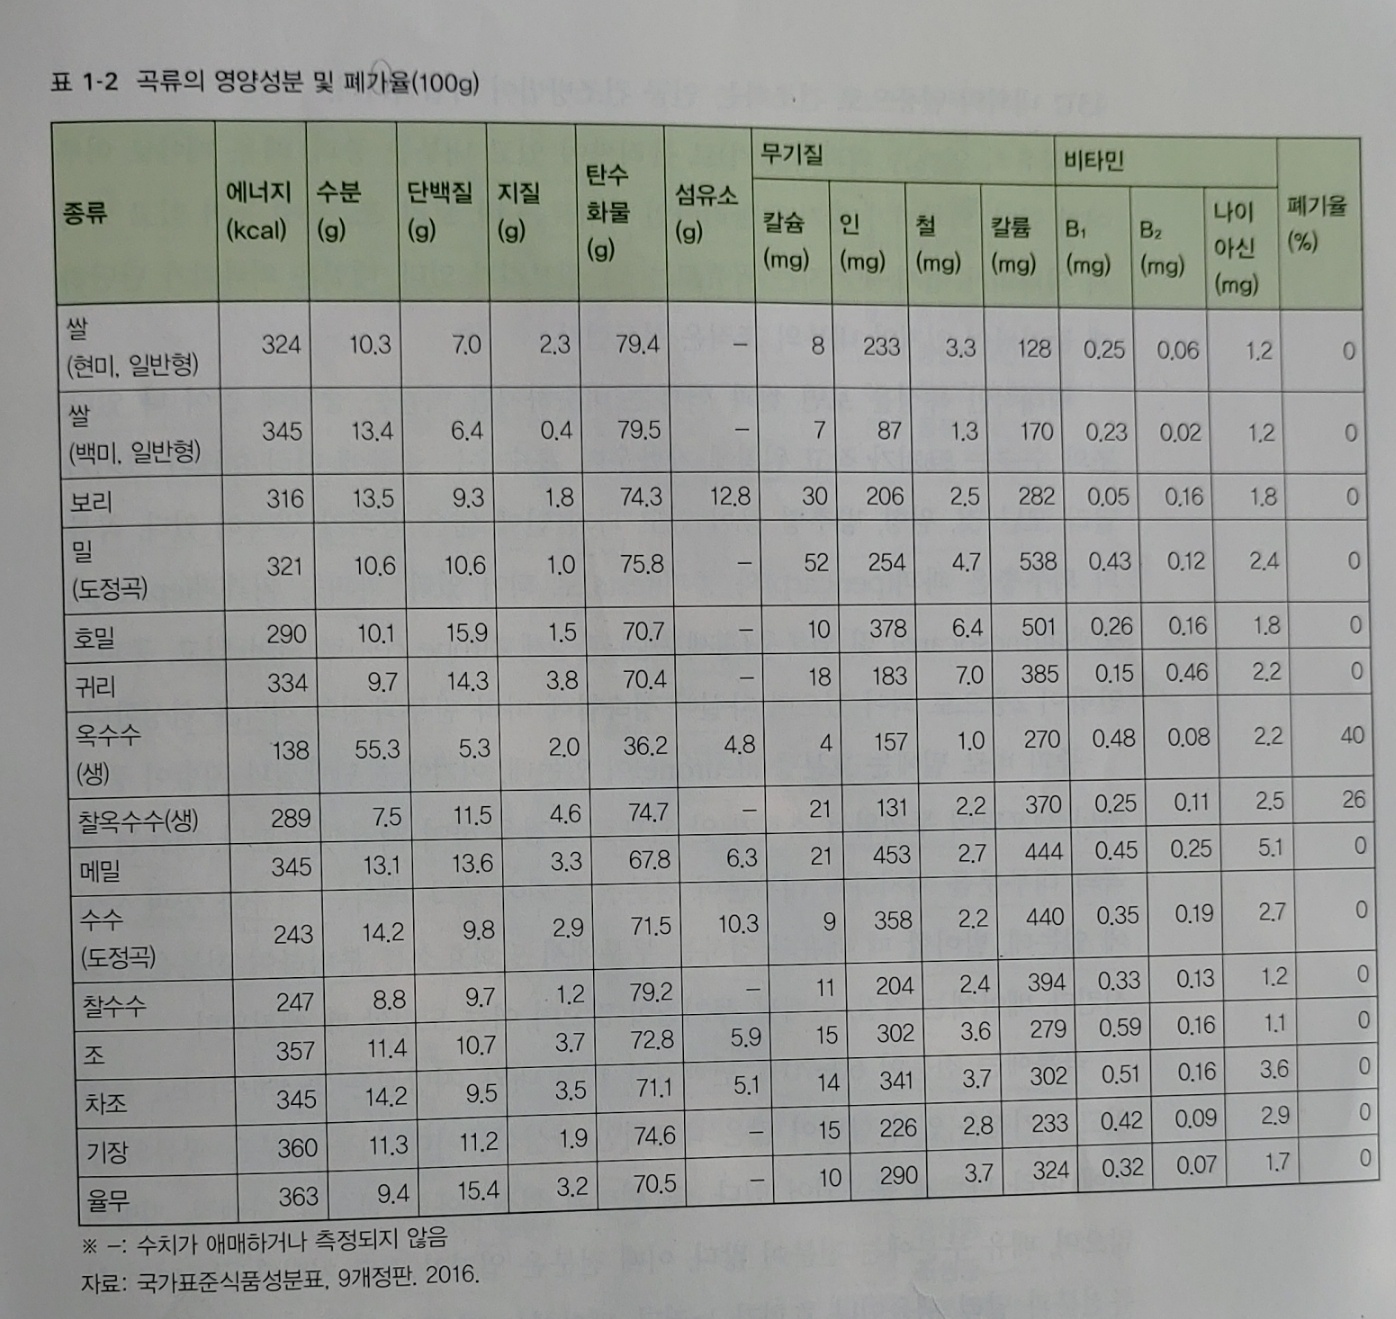 표 1-2 곡류의 영양성분 및 폐기율(100g)
종류 에너지 (kcal) 수분 (g) 단백질 (g) 지질 (g) 탄수화물 (g) 섬유소 (g) 무기질 칼슘 (mg) 인 (mg) 철 (mg) 칼륨 (mg) 비타민 B₁ (mg) B₂ (mg) 나이아신 (mg) 폐기율 (%)
쌀 (현미, 일반형) 324 10.3 7.0 2.3 79.4 – 8 233 3.3 128 0.25 0.06 1.2 0
쌀 (백미, 일반형) 345 13.4 6.4 0.4 79.5 – 7 87 1.3 170 0.23 0.02 1.2 0
보리 316 13.5 9.3 1.8 74.3 12.8 30 206 2.5 282 0.05 0.16 1.8 0
밀 (도정곡) 321 10.6 10.6 1.0 75.8 – 52 254 4.7 538 0.43 0.12 2.4 0
호밀 290 10.1 15.9 1.5 70.7 – 10 378 6.4 501 0.26 0.16 1.8 0
귀리 334 9.7 14.3 3.8 70.4 – 18 183 7.0 385 0.15 0.46 2.2 0
옥수수 (생) 138 55.3 5.3 2.0 36.2 4.8 4 157 1.0 270 0.48 0.08 2.2 40
찰옥수수(생) 289 7.5 11.5 4.6 74.7 – 21 131 2.2 370 0.25 0.11 2.5 26
메밀 345 13.1 13.6 3.3 67.8 6.3 21 453 2.7 444 0.45 0.25 5.1 0
수수 (도정곡) 243 14.2 9.8 2.9 71.5 10.3 9 358 2.2 440 0.35 0.19 2.7 0
찰수수 247 8.8 9.7 1.2 79.2 – 11 204 2.4 394 0.33 0.13 1.2 0
조 357 11.4 10.7 3.7 72.8 5.9 15 302 3.6 279 0.59 0.16 1.1 0
차조 345 14.2 9.5 3.5 71.1 5.1 14 341 3.7 302 0.51 0.16 3.6 0
기장 360 11.3 11.2 1.9 74.6 – 15 226 2.8 233 0.42 0.09 2.9 0
율무 363 9.4 15.4 3.2 70.5 – 10 290 3.7 324 0.32 0.07 1.7 0
※ –: 수치가 애매하거나 측정되지 않음
자료: 국가표준식품성분표, 9개정판. 2016.